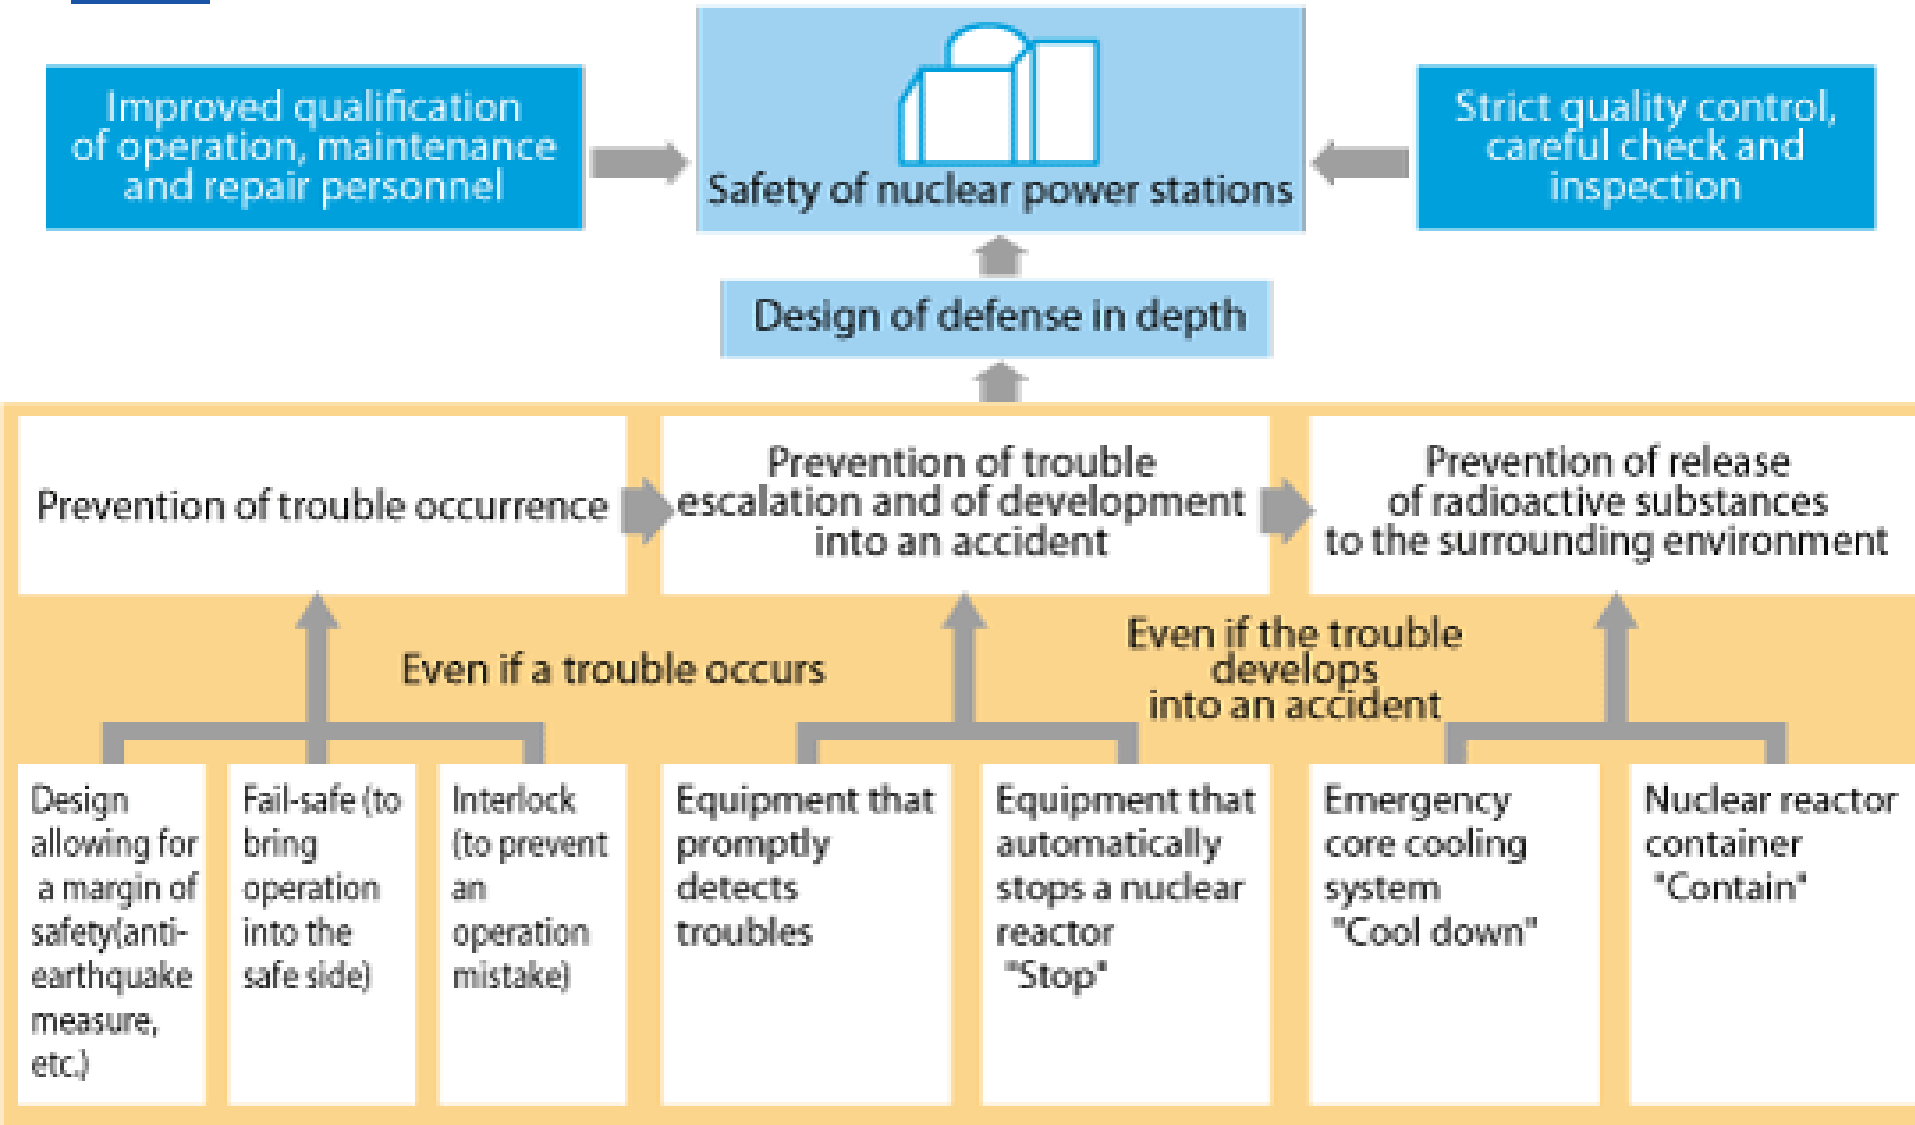 Improved qualification
of operation, maintenance
and repair personnel
Safety of nuclear power stations
Strict quality control,
careful check and
inspection
Design of defense in depth
Prevention of trouble occurrence
Prevention of trouble
escalation and of development
into an accident
Prevention of release
of radioactive substances
to the surrounding environment
Even if a trouble occurs
Even if the trouble
develops
into an accident
Design
allowing for
a margin of
safety(anti-
earthquake
measure,
etc.)
Fail-safe (to
bring
operation
into the
safe side)
Interlock
(to prevent
an
operation
mistake)
Equipment that
promptly
detects
troubles
Equipment that
automatically
stops a nuclear
reactor
"Stop"
Emergency
core cooling
system
"Cool down"
Nuclear reactor
container
"Contain"